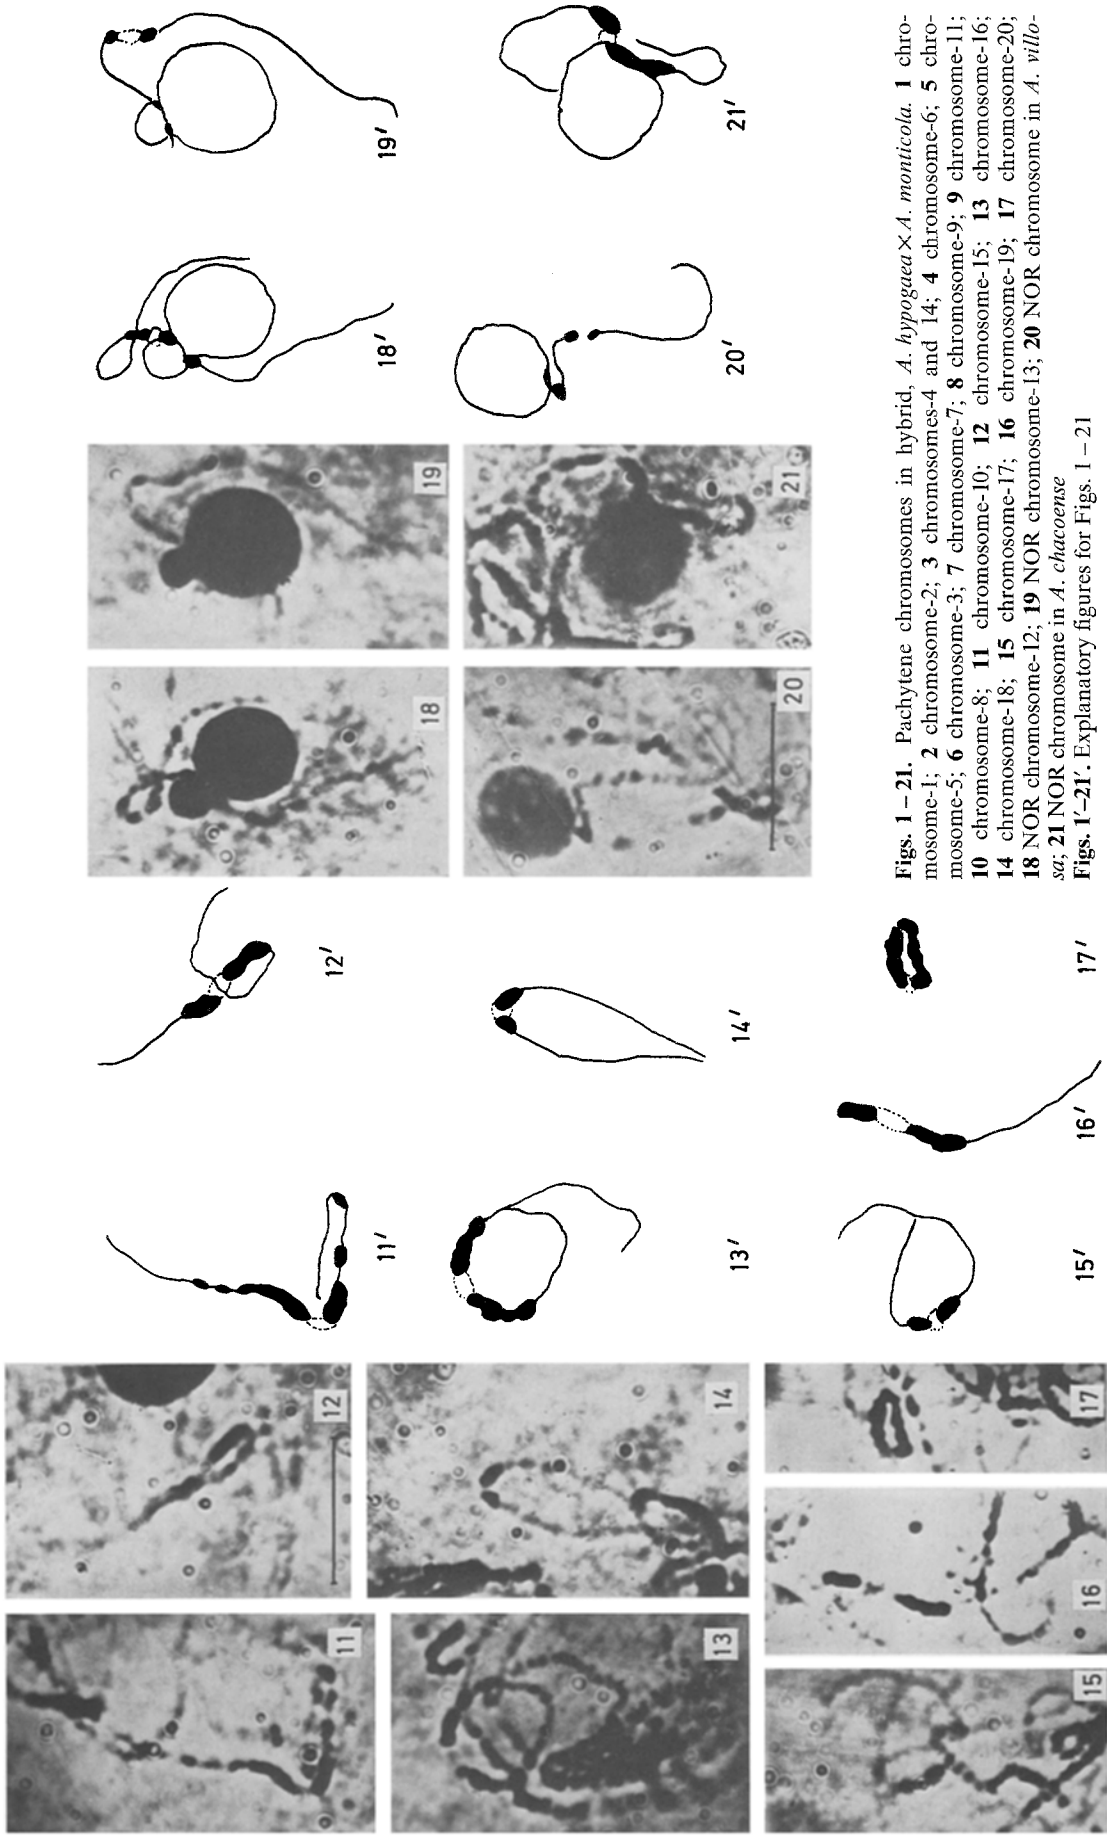 11
12
13
14
15
16
17
11′
12′
13′
14′
15′
16′
17′
18
19
20
21
18′
19′
20′
21′
Figs. 1–21. Pachytene chromosomes in hybrid, A. hypogaea × A. monticola. 1 chro-
mosome-1; 2 chromosome-2; 3 chromosomes-4 and 14; 4 chromosome-6; 5 chro-
mosome-5; 6 chromosome-3; 7 chromosome-7; 8 chromosome-9; 9 chromosome-11;
10 chromosome-8; 11 chromosome-10; 12 chromosome-15; 13 chromosome-16;
14 chromosome-18; 15 chromosome-17; 16 chromosome-19; 17 chromosome-20;
18 NOR chromosome-12; 19 NOR chromosome-13; 20 NOR chromosome in A. villo-
sa; 21 NOR chromosome in A. chacoense
Figs. 1′-21′. Explanatory figures for Figs. 1–21